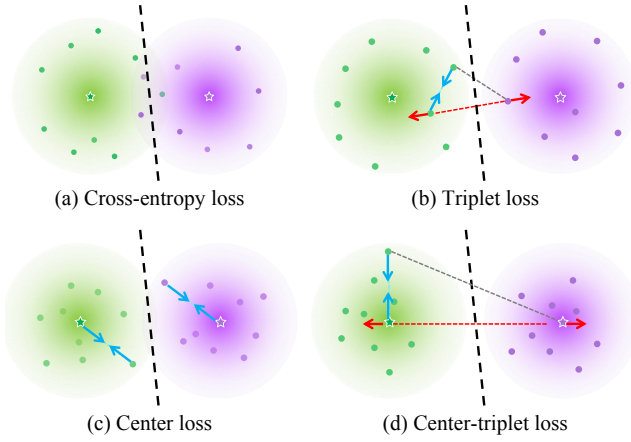 (a) Cross-entropy loss
(b) Triplet loss
(c) Center loss
(d) Center-triplet loss